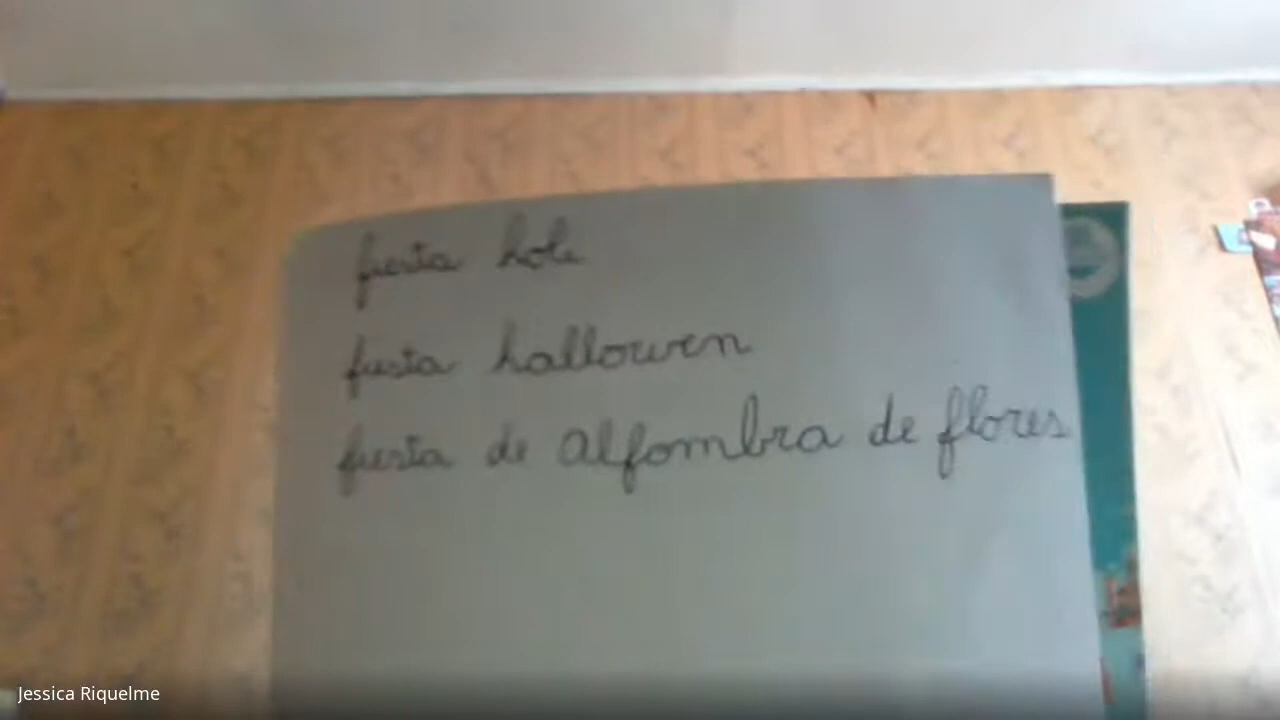 fiesta holi
fiesta hallowen
fiesta de alfombra de flores
Jessica Riquelme